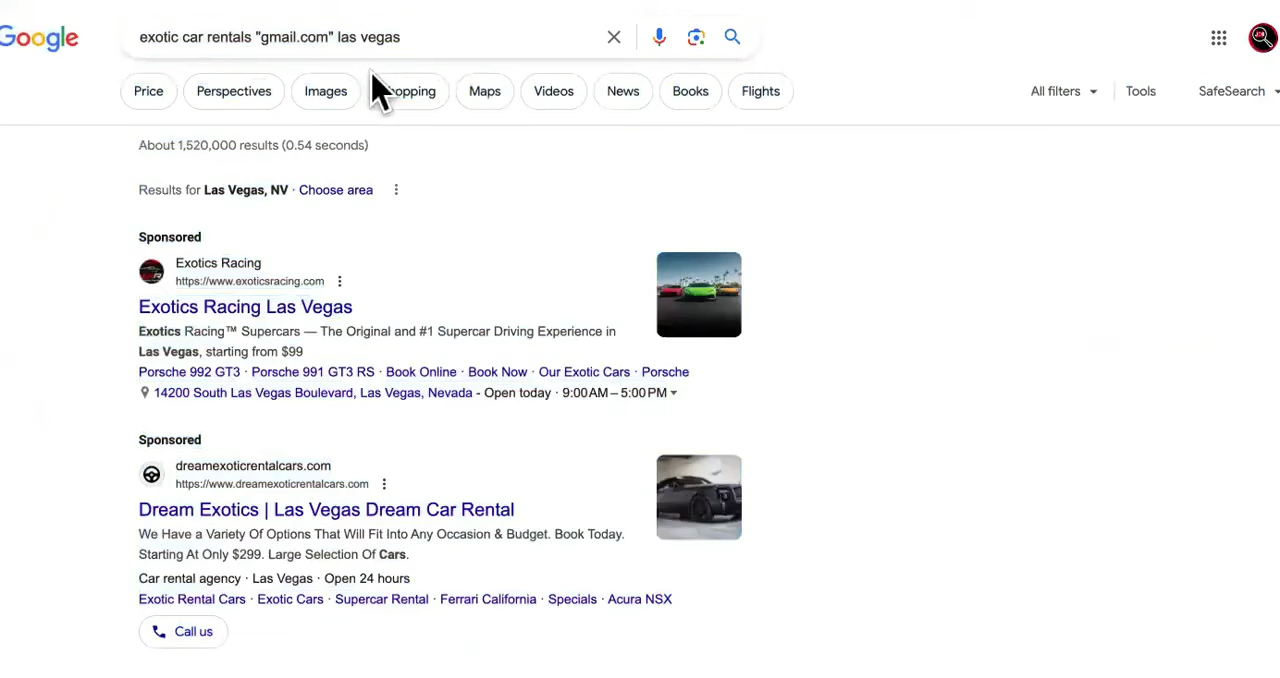 Google
exotic car rentals "gmail.com" las vegas
Price
Perspectives
Images
Shopping
Maps
Videos
News
Books
Flights
All filters
Tools
SafeSearch
About 1,520,000 results (0.54 seconds)
Results for Las Vegas, NV · Choose area
Sponsored
Exotics Racing
https://www.exoticsracing.com
Exotics Racing Las Vegas
Exotics Racing™ Supercars — The Original and #1 Supercar Driving Experience in
Las Vegas, starting from $99
Porsche 992 GT3 · Porsche 991 GT3 RS · Book Online · Book Now · Our Exotic Cars · Porsche
14200 South Las Vegas Boulevard, Las Vegas, Nevada - Open today · 9:00 AM – 5:00 PM
Sponsored
dreamexoticrentalcars.com
https://www.dreamexoticrentalcars.com
Dream Exotics | Las Vegas Dream Car Rental
We Have a Variety Of Options That Will Fit Into Any Occasion & Budget. Book Today.
Starting At Only $299. Large Selection Of Cars.
Car rental agency · Las Vegas · Open 24 hours
Exotic Rental Cars · Exotic Cars · Supercar Rental · Ferrari California · Specials · Acura NSX
Call us